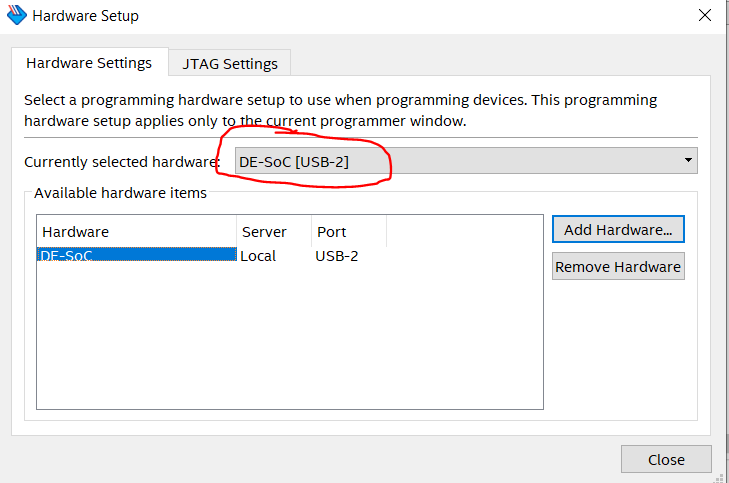 Hardware Setup
Hardware Settings
JTAG Settings
Select a programming hardware setup to use when programming devices. This programming
hardware setup applies only to the current programmer window.
Currently selected hardware: DE-SoC [USB-2]
Available hardware items
Hardware Server Port
DE-SoC Local USB-2
Add Hardware...
Remove Hardware
Close